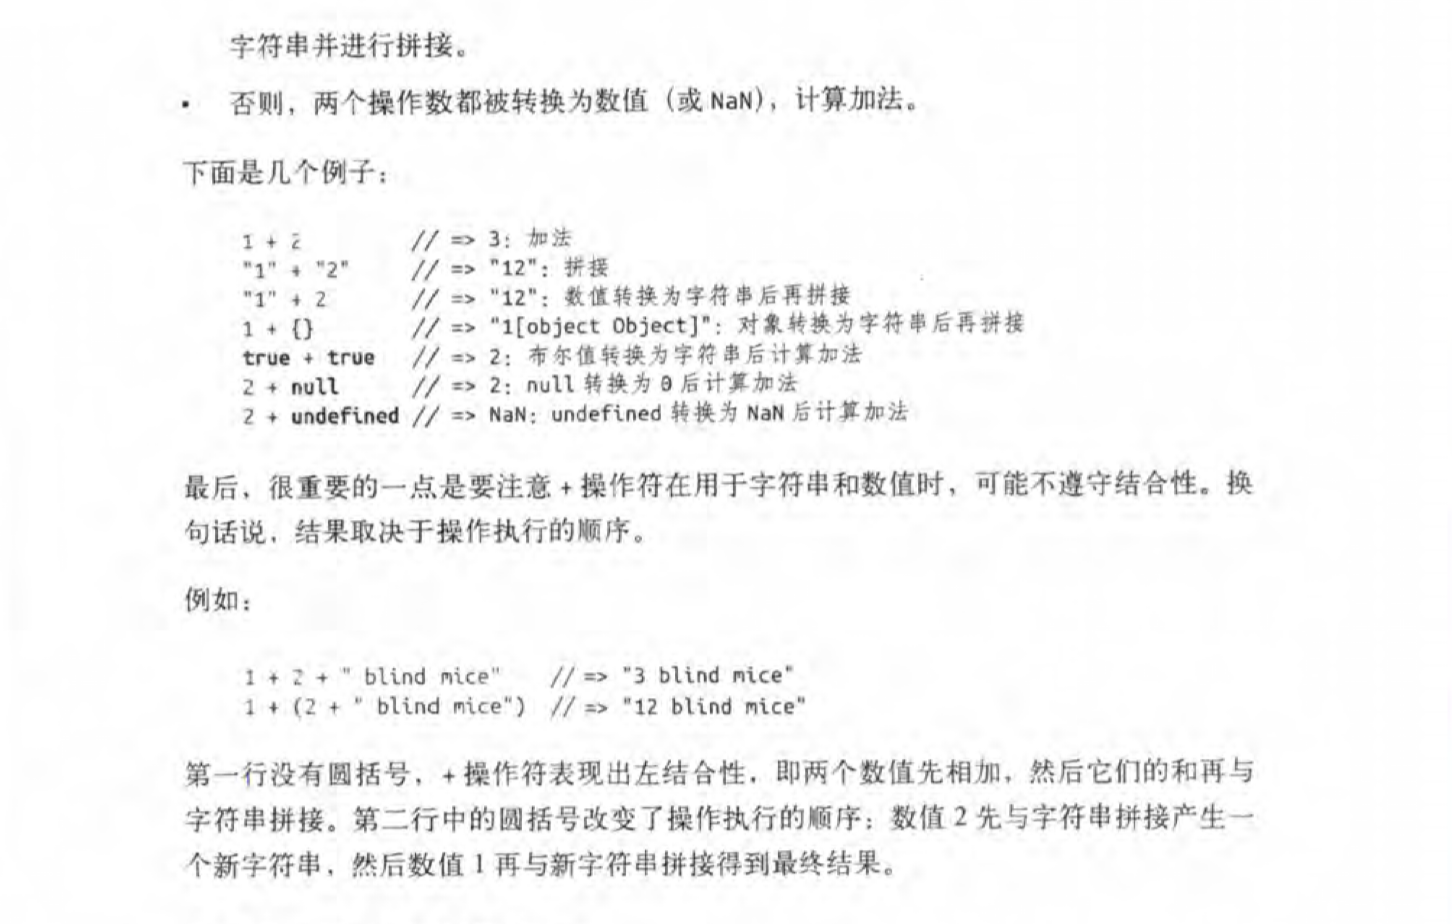 字符串并进行拼接。
· 否则，两个操作数都被转换为数值（或 NaN），计算加法。
下面是几个例子：
1 + 2 // => 3：加法
"1" + "2" // => "12"：拼接
"1" + 2 // => "12"：数值转换为字符串后再拼接
1 + {} // => "1[object Object]"：对象转换为字符串后再拼接
true + true // => 2：布尔值转换为字符串后计算加法
2 + null // => 2：null 转换为 0 后计算加法
2 + undefined // => NaN：undefined 转换为 NaN 后计算加法
最后，很重要的一点是要注意 + 操作符在用于字符串和数值时，可能不遵守结合性。换
句话说，结果取决于操作执行的顺序。
例如：
1 + 2 + " blind mice" // => "3 blind mice"
1 + (2 + " blind mice") // => "12 blind mice"
第一行没有圆括号，+ 操作符表现出左结合性，即两个数值先相加，然后它们的和再与
字符串拼接。第二行中的圆括号改变了操作执行的顺序：数值 2 先与字符串拼接产生一
个新字符串，然后数值 1 再与新字符串拼接得到最终结果。